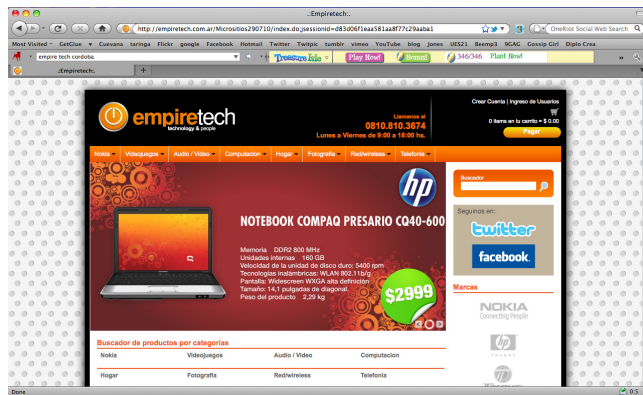 ..:Empiretech:..
http://empiretech.com.ar/Micrositios290710/index.do;jsessionid=d83d06f1eaa581aa8f77c29aaba1
OneRiot Social Web Search
Most Visited GetGlue Cuevana taringa Flickr google Facebook Hotmail Twitter Twitpic tumblr vimeo YouTube blog Jones UES21 Beemp3 9GAG Gossip Girl Diplo Crea
empire tech cordoba
Treasure Isle
Play Now!
Bonus!
346/346 Plant Now!
..:Empiretech:..
empiretech
technology & people
Llamanos al
0810.810.3674
Lunes a Viernes de 9:00 a 18:00 hs.
Crear Cuenta | Ingreso de Usuarios
0 items en tu carrito = $ 0.00
Pagar
Nokia Videojuegos Audio / Video Computacion Hogar Fotografia Red/wireless Telefonia
hp
NOTEBOOK COMPAQ PRESARIO CQ40-600
Memoria DDR2 800 MHz
Unidades internas 160 GB
Velocidad de la unidad de disco duro: 5400 rpm
Tecnologías inalámbricas: WLAN 802.11b/g
Pantalla: Widescreen WXGA alta definición
Tamaño: 14,1 pulgadas de diagonal.
Peso del producto 2,29 kg
$2999
Buscador
Seguinos en:
twitter
facebook
Marcas
NOKIA
Connecting People
hp
invent
Buscador de productos por categorías
Nokia Videojuegos Audio / Video Computacion
Hogar Fotografia Red/wireless Telefonia
Done
0:5